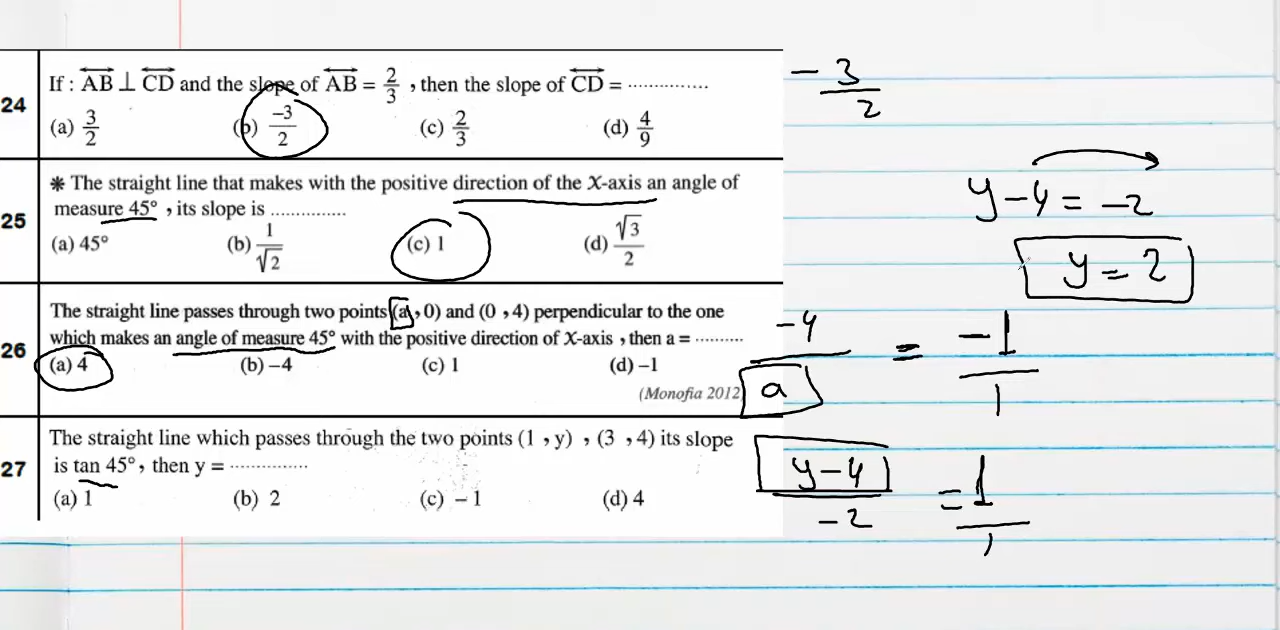 24
If : AB ⊥ CD and the slope of AB = 2/3 , then the slope of CD = ...............
(a) 3/2 (b) -3/2 (c) 2/3 (d) 4/9
- 3/2
25
* The straight line that makes with the positive direction of the X-axis an angle of
measure 45° , its slope is ...............
(a) 45° (b) 1/√2 (c) 1 (d) √3/2
y - 4 = -2
y = 2
26
The straight line passes through two points (a , 0) and (0 , 4) perpendicular to the one
which makes an angle of measure 45° with the positive direction of X-axis , then a = ..........
(a) 4 (b) -4 (c) 1 (d) -1
(Monofia 2012
-4/a = -1/1
27
The straight line which passes through the two points (1 , y) , (3 , 4) its slope
is tan 45° , then y = ...............
(a) 1 (b) 2 (c) - 1 (d) 4
y-4/-2 = 1/1